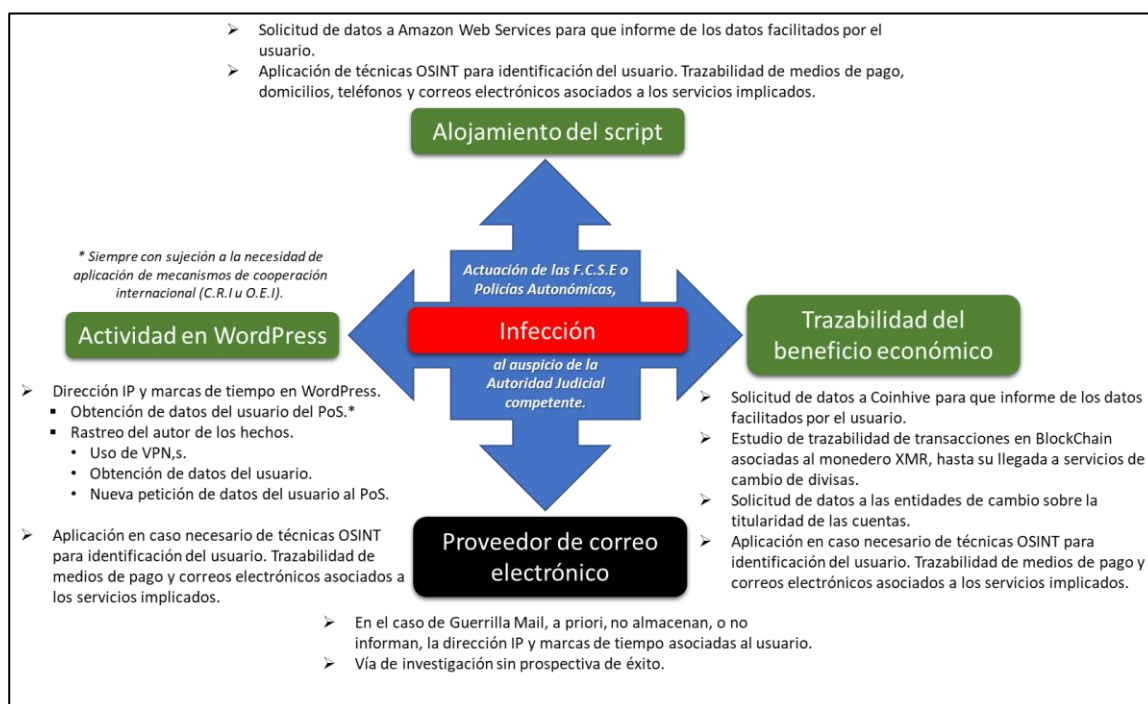 ➢ Solicitud de datos a Amazon Web Services para que informe de los datos facilitados por el
usuario.
➢ Aplicación de técnicas OSINT para identificación del usuario. Trazabilidad de medios de pago,
domicilios, teléfonos y correos electrónicos asociados a los servicios implicados.
Alojamiento del script
* Siempre con sujeción a la necesidad de
aplicación de mecanismos de cooperación
internacional (C.R.I u O.E.I).
Actividad en WordPress
➢ Dirección IP y marcas de tiempo en WordPress.
▪ Obtención de datos del usuario del PoS.*
▪ Rastreo del autor de los hechos.
• Uso de VPN,s.
• Obtención de datos del usuario.
• Nueva petición de datos del usuario al PoS.
➢ Aplicación en caso necesario de técnicas OSINT
para identificación del usuario. Trazabilidad de
medios de pago y correos electrónicos asociados a
los servicios implicados.
Actuación de las F.C.S.E o
Policías Autonómicas,
Infección
al auspicio de la
Autoridad Judicial
competente.
Trazabilidad del
beneficio económico
➢ Solicitud de datos a Coinhive para que informe de los datos
facilitados por el usuario.
➢ Estudio de trazabilidad de transacciones en BlockChain
asociadas al monedero XMR, hasta su llegada a servicios de
cambio de divisas.
➢ Solicitud de datos a las entidades de cambio sobre la
titularidad de las cuentas.
➢ Aplicación en caso necesario de técnicas OSINT para
identificación del usuario. Trazabilidad de medios de pago y
correos electrónicos asociados a los servicios implicados.
Proveedor de correo
electrónico
➢ En el caso de Guerrilla Mail, a priori, no almacenan, o no
informan, la dirección IP y marcas de tiempo asociadas al usuario.
➢ Vía de investigación sin prospectiva de éxito.